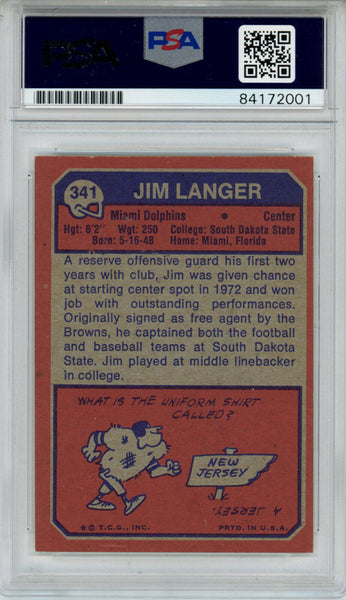 PSA
PSA
PSA
84172001
341
JIM LANGER
Miami Dolphins • Center
Hgt: 6'2" Wgt: 250 College: South Dakota State
Born: 5-16-48 Home: Miami, Florida
A reserve offensive guard his first two
years with club, Jim was given chance
at starting center spot in 1972 and won
job with outstanding performances.
Originally signed as free agent by the
Browns, he captained both the football
and baseball teams at South Dakota
State. Jim played at middle linebacker
in college.
WHAT IS THE UNIFORM SHIRT
CALLED?
NEW
JERSEY
A JERSEY.
★ © T.C.G., INC. PRTD. IN U.S.A.